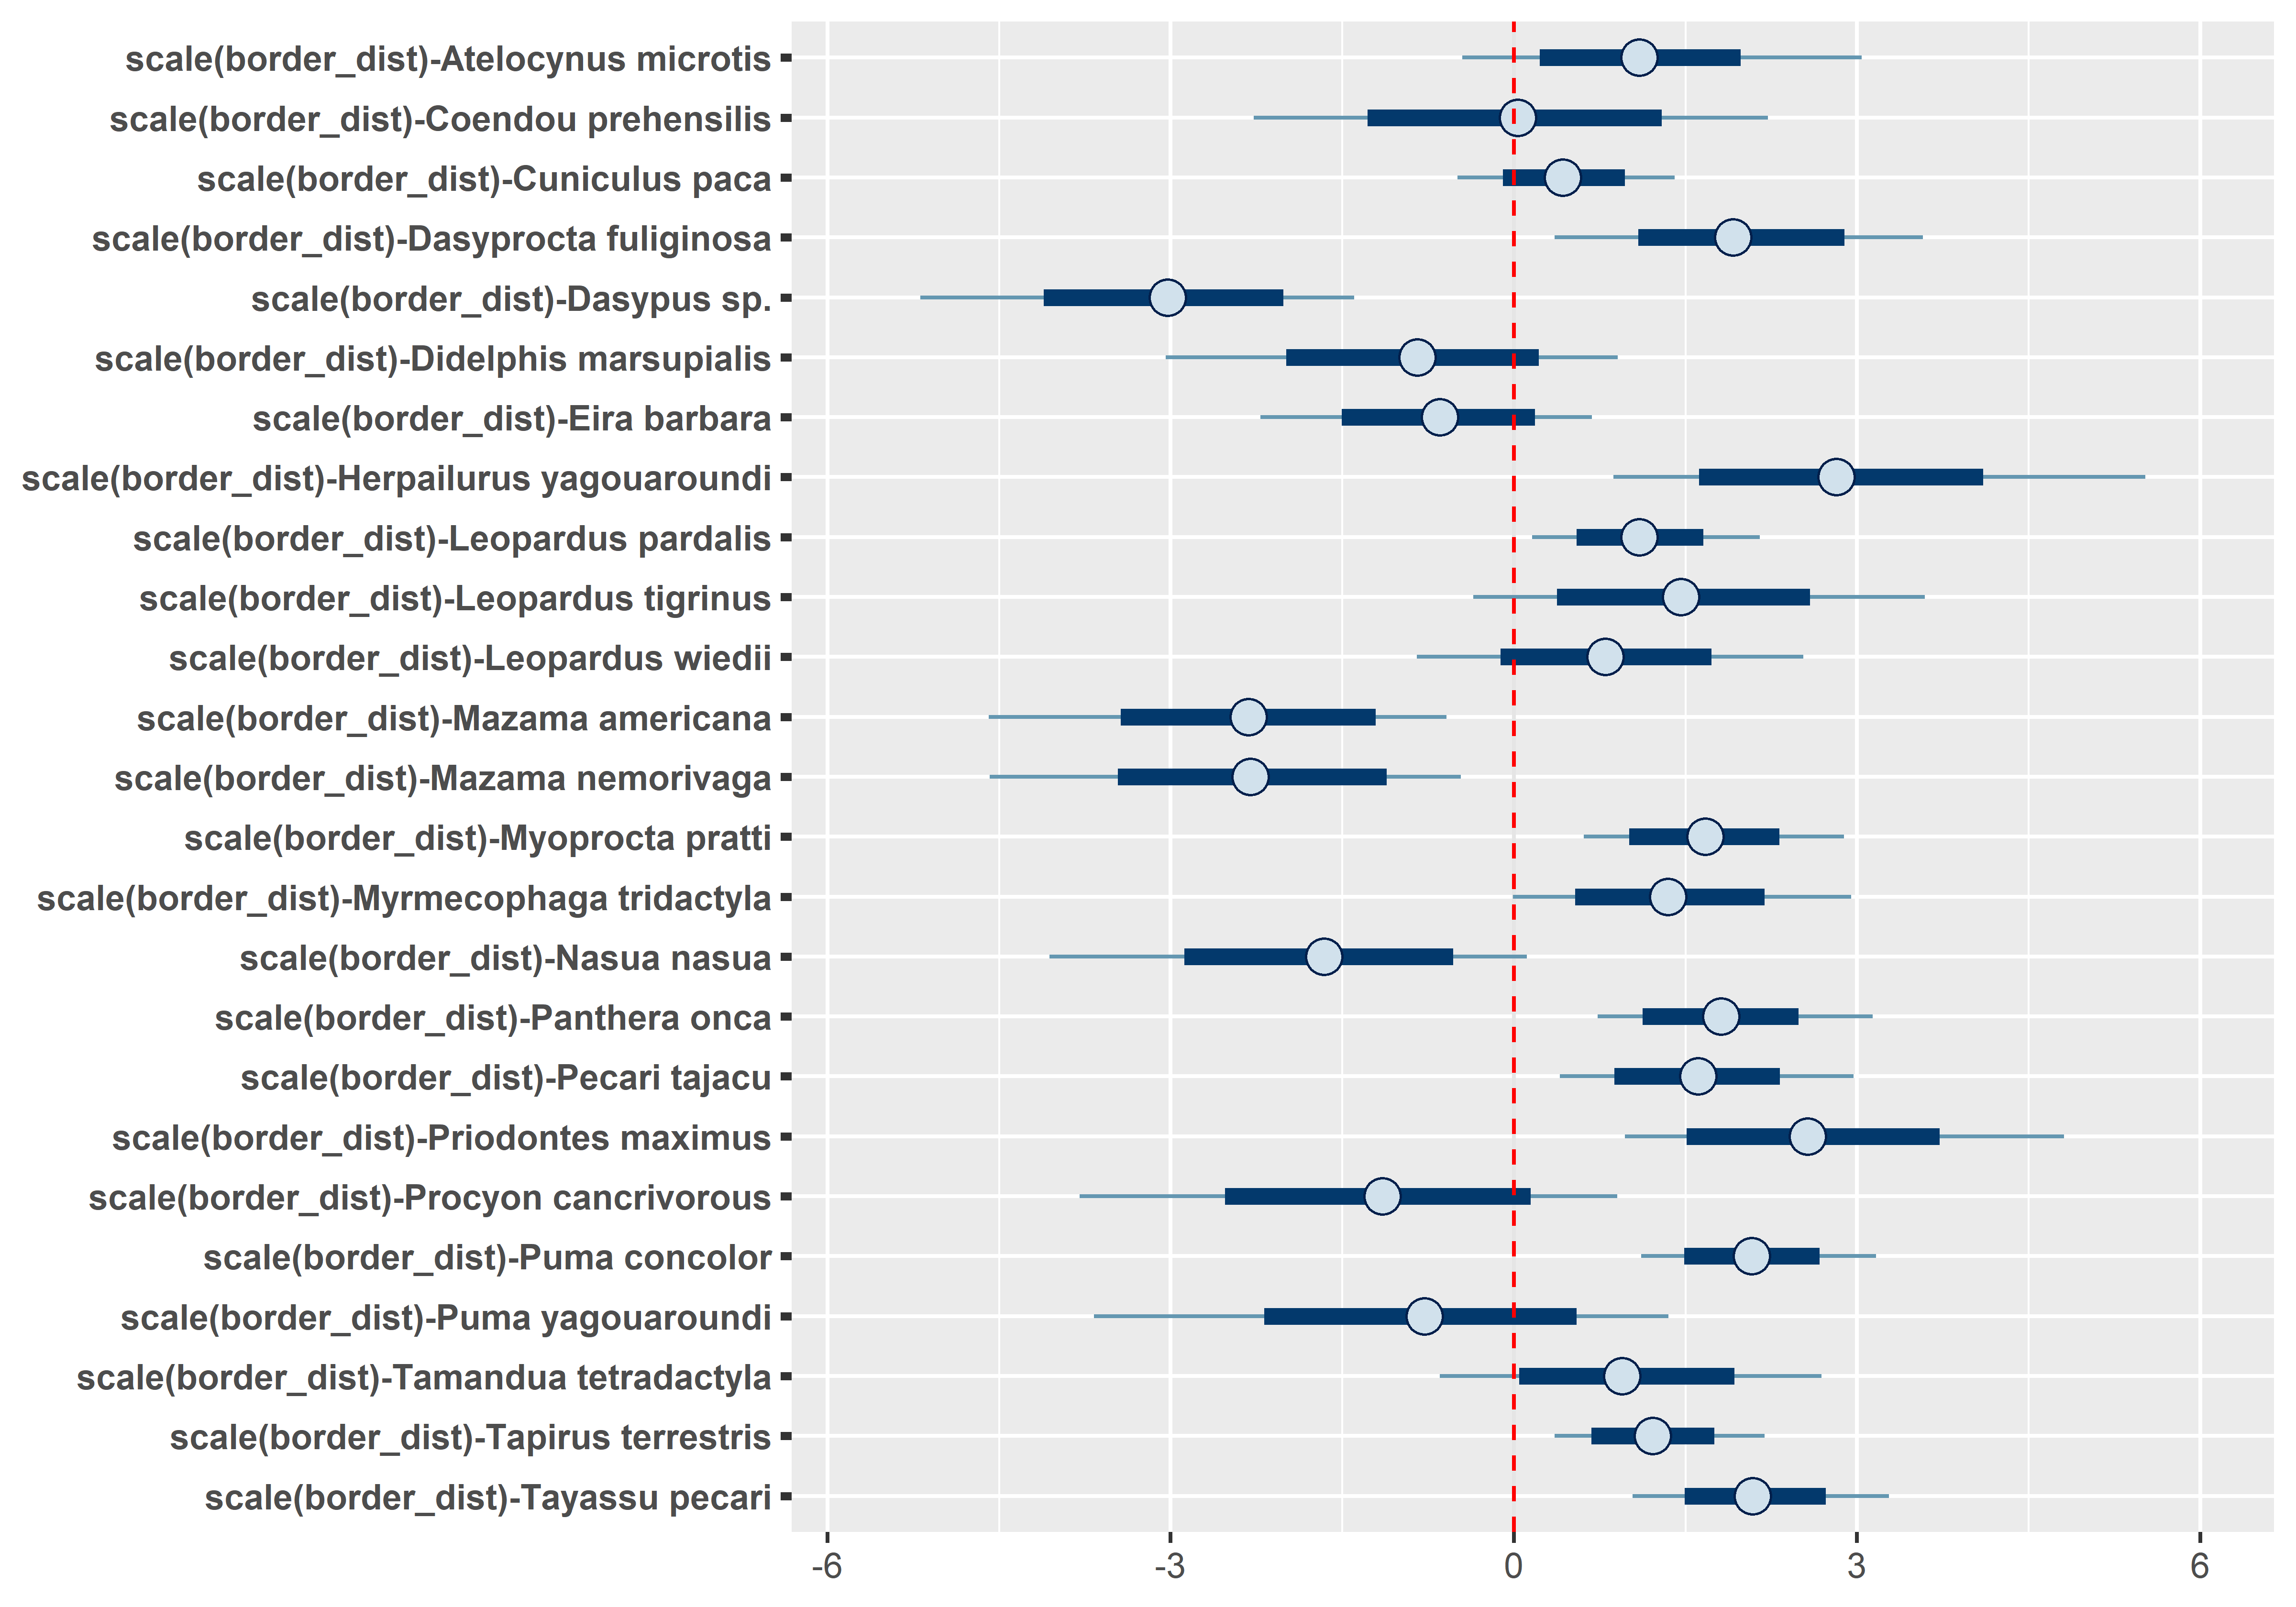 scale(border_dist)-Atelocynus microtis
scale(border_dist)-Coendou prehensilis
scale(border_dist)-Cuniculus paca
scale(border_dist)-Dasyprocta fuliginosa
scale(border_dist)-Dasypus sp.
scale(border_dist)-Didelphis marsupialis
scale(border_dist)-Eira barbara
scale(border_dist)-Herpailurus yagouaroundi
scale(border_dist)-Leopardus pardalis
scale(border_dist)-Leopardus tigrinus
scale(border_dist)-Leopardus wiedii
scale(border_dist)-Mazama americana
scale(border_dist)-Mazama nemorivaga
scale(border_dist)-Myoprocta pratti
scale(border_dist)-Myrmecophaga tridactyla
scale(border_dist)-Nasua nasua
scale(border_dist)-Panthera onca
scale(border_dist)-Pecari tajacu
scale(border_dist)-Priodontes maximus
scale(border_dist)-Procyon cancrivorous
scale(border_dist)-Puma concolor
scale(border_dist)-Puma yagouaroundi
scale(border_dist)-Tamandua tetradactyla
scale(border_dist)-Tapirus terrestris
scale(border_dist)-Tayassu pecari
-6 -3 0 3 6